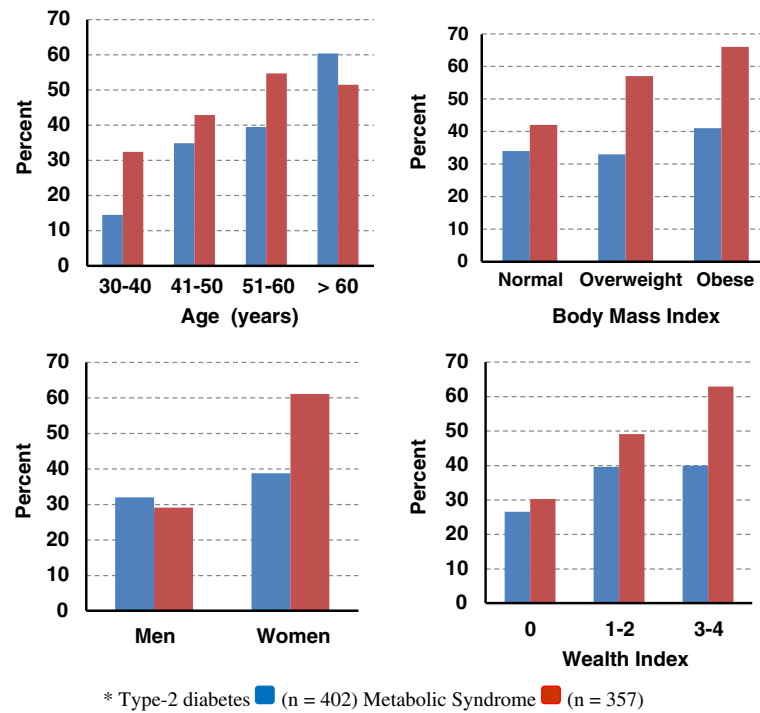 70
60
50
40
30
20
10
0
Percent
30-40 41-50 51-60 > 60
Age (years)
70
60
50
40
30
20
10
0
Percent
Normal Overweight Obese
Body Mass Index
70
60
50
40
30
20
10
0
Percent
Men Women
70
60
50
40
30
20
10
0
Percent
0 1-2 3-4
Wealth Index
* Type-2 diabetes (n = 402) Metabolic Syndrome (n = 357)